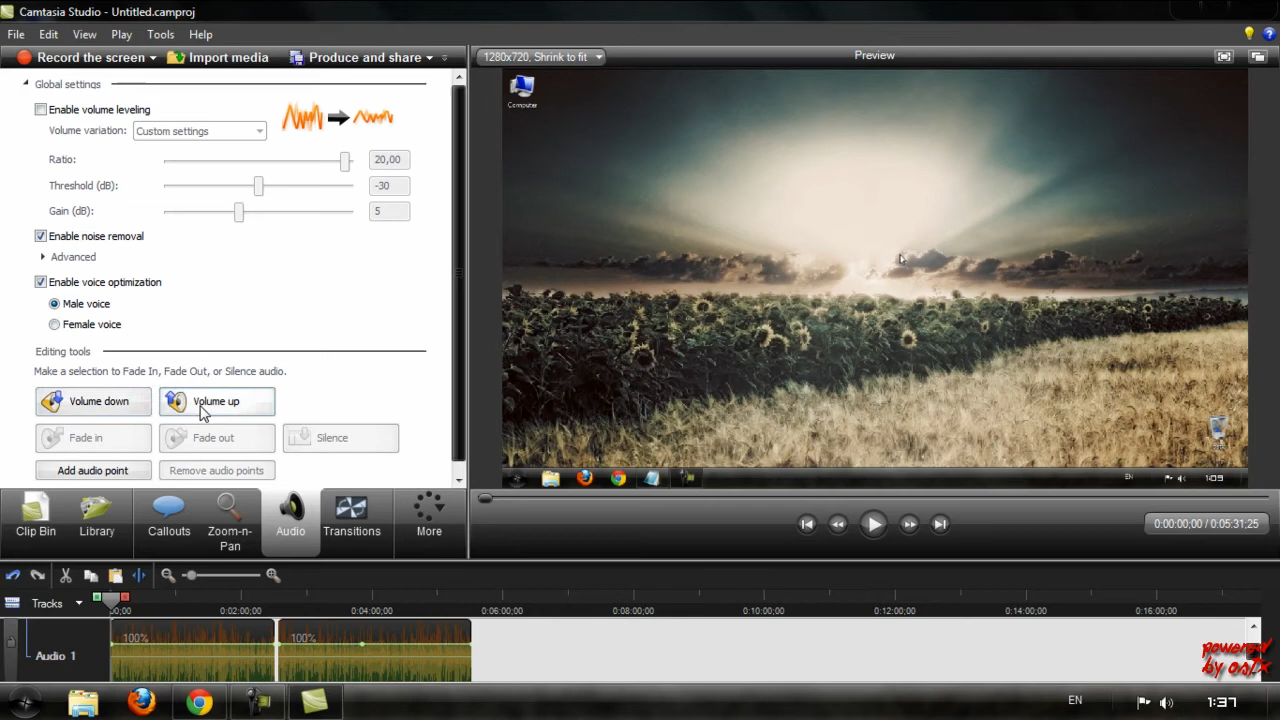 Camtasia Studio - Untitled.camproj
File Edit View Play Tools Help
Record the screen Import media Produce and share
1280x720, Shrink to fit
Preview
Global settings
Enable volume leveling
Volume variation: Custom settings
Ratio: 20,00
Threshold (dB): -30
Gain (dB): 5
Enable noise removal
Advanced
Enable voice optimization
Male voice
Female voice
Editing tools
Make a selection to Fade In, Fade Out, or Silence audio.
Volume down Volume up
Fade in Fade out Silence
Add audio point Remove audio points
Computer
EN 1:03
Clip Bin Library Callouts Zoom-n-Pan Audio Transitions More
0:00:00;00 / 0:05:31;25
Tracks
00;00 0:02:00;00 0:04:00;00 0:06:00;00 0:08:00;00 0:10:00;00 0:12:00;00 0:14:00;00 0:16:00;00
100% 100%
Audio 1
powered
by os1x
EN 1:37